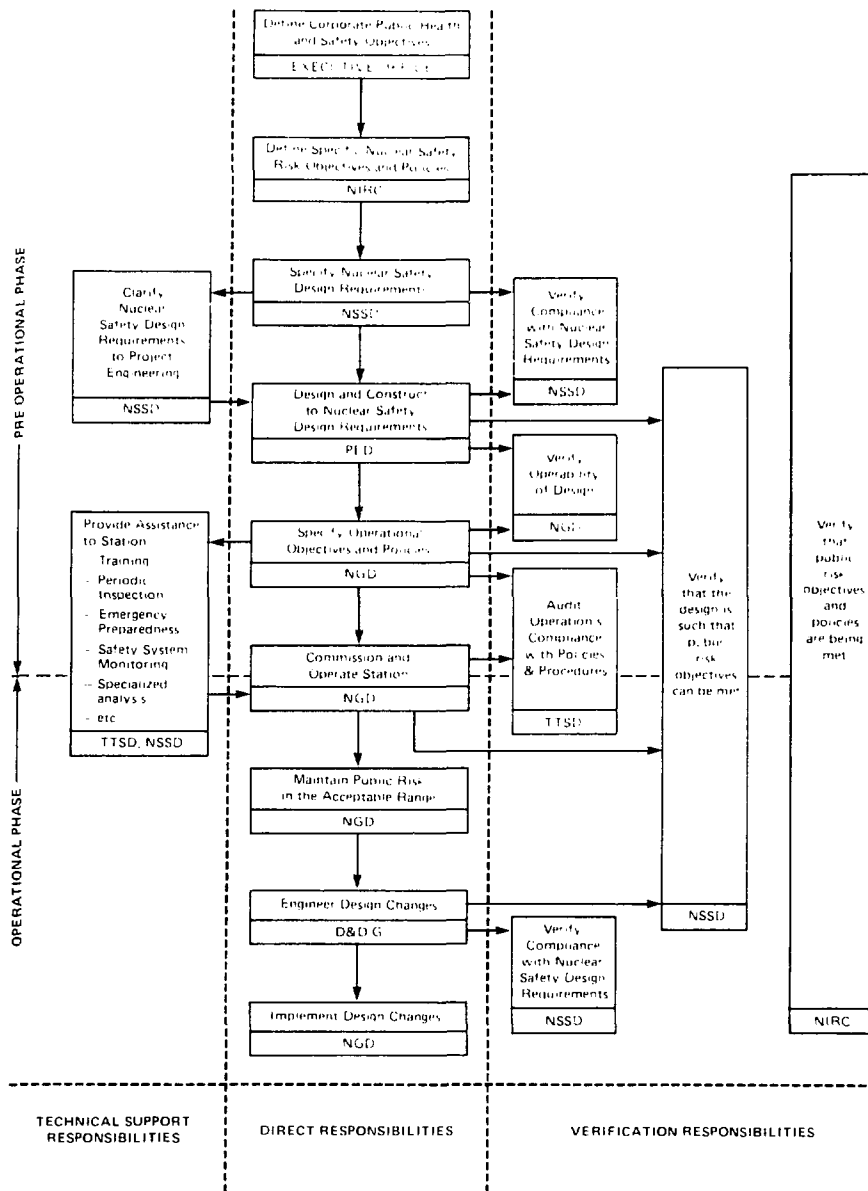 Define Corporate Public Health
and Safety Objectives
EXECUTIVE OFFICE
Define Specific Nuclear Safety
Risk Objectives and Policies
NIRC
Specify Nuclear Safety
Design Requirements
NSSD
Clarify
Nuclear
Safety Design
Requirements
to Project
Engineering
NSSD
Verify
Compliance
with Nuclear
Safety Design
Requirements
NSSD
Design and Construct
to Nuclear Safety
Design Requirements
PED
Verify
Operability
of Design
NGD
Provide Assistance
to Station
Training
- Periodic
Inspection
- Emergency
Preparedness
- Safety System
Monitoring
- Specialized
analysis
- etc
TTSD, NSSD
Specify Operational
Objectives and Policies
NGD
Audit
Operation's
Compliance
with Policies
& Procedures
TTSD
Commission and
Operate Station
NGD
Maintain Public Risk
in the Acceptable Range
NGD
Engineer Design Changes
D&D G
Verify
Compliance
with Nuclear
Safety Design
Requirements
NSSD
Implement Design Changes
NGD
Verify
that the
design is
such that
public
risk
objectives
can be met
NSSD
Verify
that
public
risk
objectives
and
policies
are being
met
NIRC
PRE OPERATIONAL PHASE
OPERATIONAL PHASE
TECHNICAL SUPPORT
RESPONSIBILITIES
DIRECT RESPONSIBILITIES
VERIFICATION RESPONSIBILITIES